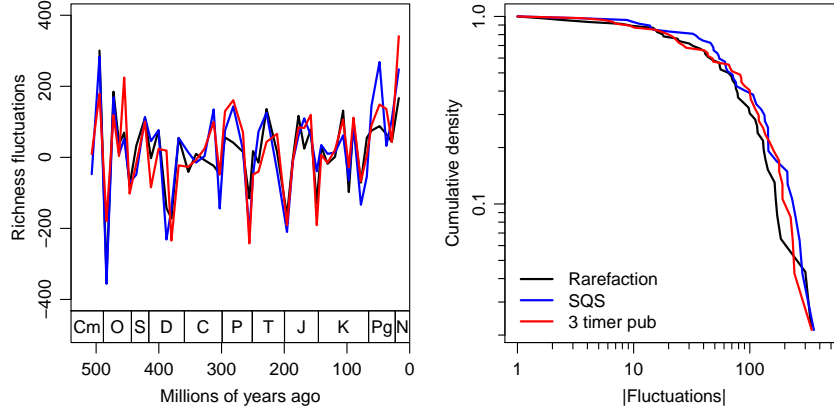 Richness fluctuations
400
200
0
−200
−400
Cm O S D C P T J K Pg N
500 400 300 200 100 0
Millions of years ago
Cumulative density
1.0
0.1
Rarefaction
SQS
3 timer pub
1 10 100
|Fluctuations|